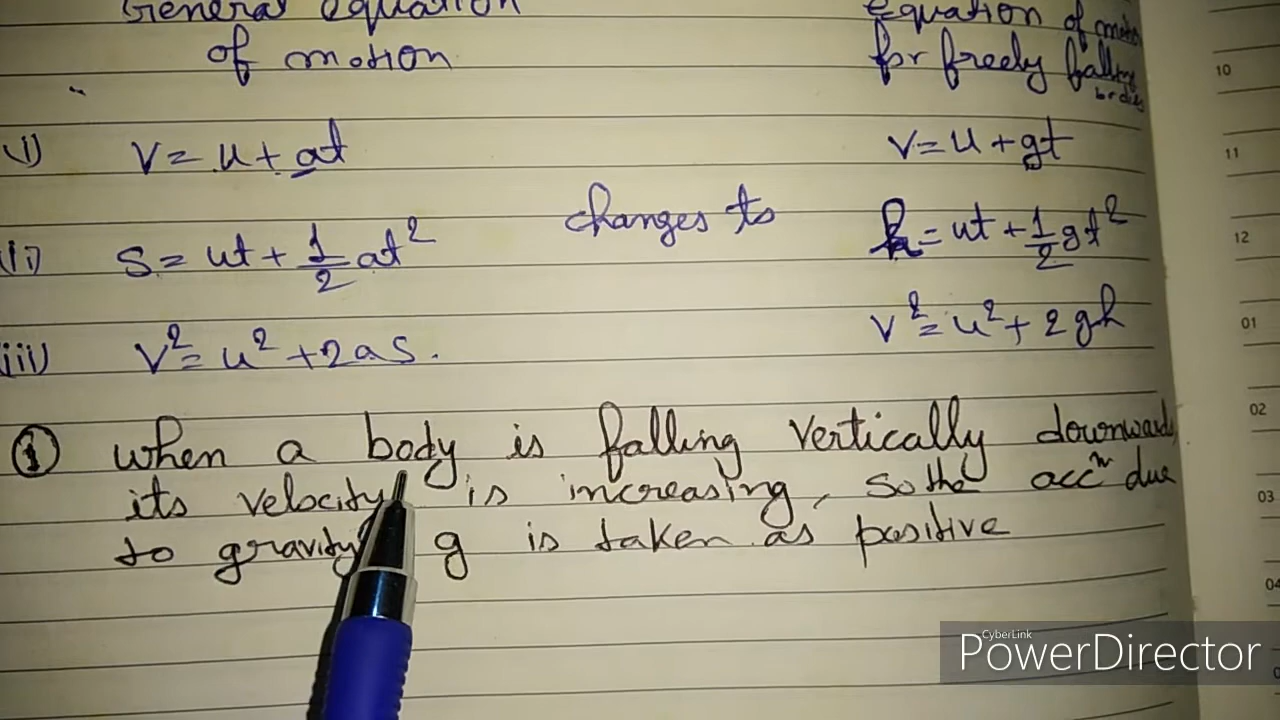 General equation
of motion
equation of motion
for freely falling
bodies
(i) V = u + at
V = u + gt
changes to
(ii) S = ut + 1/2 at²
h = ut + 1/2 gt²
(iii) V² = u² + 2as.
V² = u² + 2gh
① when a body is falling vertically downwards
its velocity is increasing, so the accⁿ due
to gravity g is taken as positive
10
11
12
01
02
03
04
CyberLink
PowerDirector